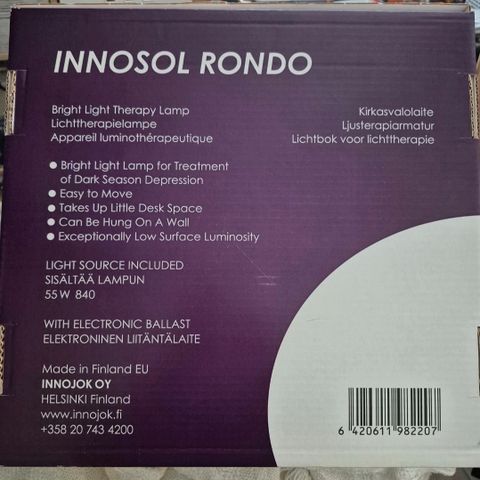 INNOSOL RONDO
Bright Light Therapy Lamp
Lichttherapielampe
Appareil luminothérapeutique
Kirkasvalolaite
Ljusterapiarmatur
Lichtbok voor lichttherapie
Bright Light Lamp for Treatment
of Dark Season Depression
Easy to Move
Takes Up Little Desk Space
Can Be Hung On A Wall
Exceptionally Low Surface Luminosity
LIGHT SOURCE INCLUDED
SISÄLTÄÄ LAMPUN
55W 840
WITH ELECTRONIC BALLAST
ELEKTRONINEN LIITÄNTÄLAITE
Made in Finland EU
INNOJOK OY
HELSINKI Finland
www.innojok.fi
+358 20 743 4200
6 420611 982207